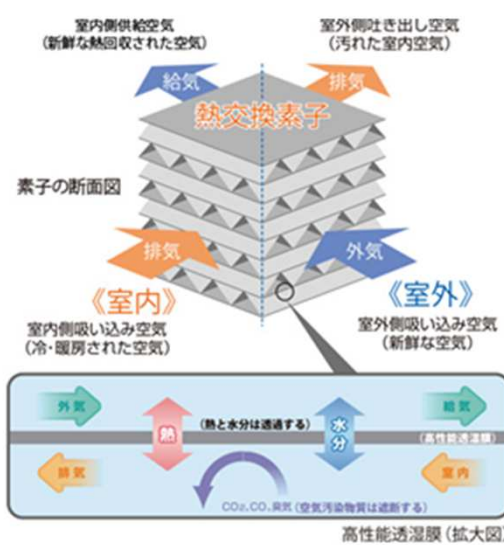 室内側供給空気
(新鮮な熱回収された空気)
室外側吐き出し空気
(汚れた室内空気)
給気
排気
熱交換素子
素子の断面図
排気
外気
《室内》
《室外》
室内側吸い込み空気
(冷・暖房された空気)
室外側吸い込み空気
(新鮮な空気)
外気
熱
(熱と水分は透過する)
水分
給気
(高性能透湿膜)
排気
室内
CO₂、CO、臭気(空気汚染物質は遮断する)
高性能透湿膜(拡大図)